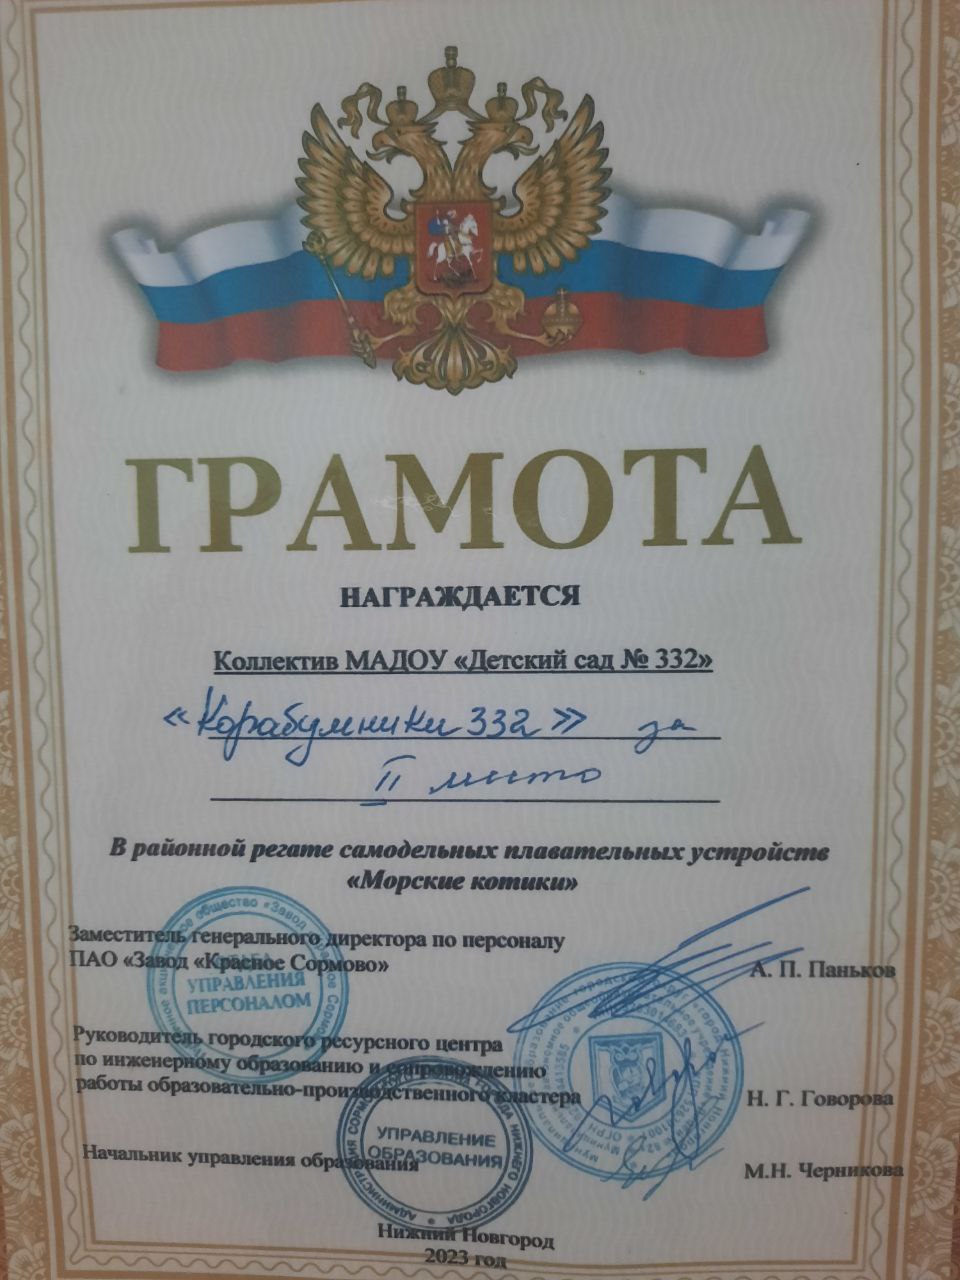 ГРАМОТА
НАГРАЖДАЕТСЯ
Коллектив МАДОУ «Детский сад № 332»
«Корабумники 332» за
II место
В районной регате самодельных плавательных устройств
«Морские котики»
Заместитель генерального директора по персоналу
ПАО «Завод «Красное Сормово»
А. П. Паньков
УПРАВЛЕНИЯ
ПЕРСОНАЛОМ
Руководитель городского ресурсного центра
по инженерному образованию и сопровождению
работы образовательно-производственного кластера
Н. Г. Говорова
УПРАВЛЕНИЕ
ОБРАЗОВАНИЯ
Начальник управления образования
М.Н. Черникова
Нижний Новгород
2023 год